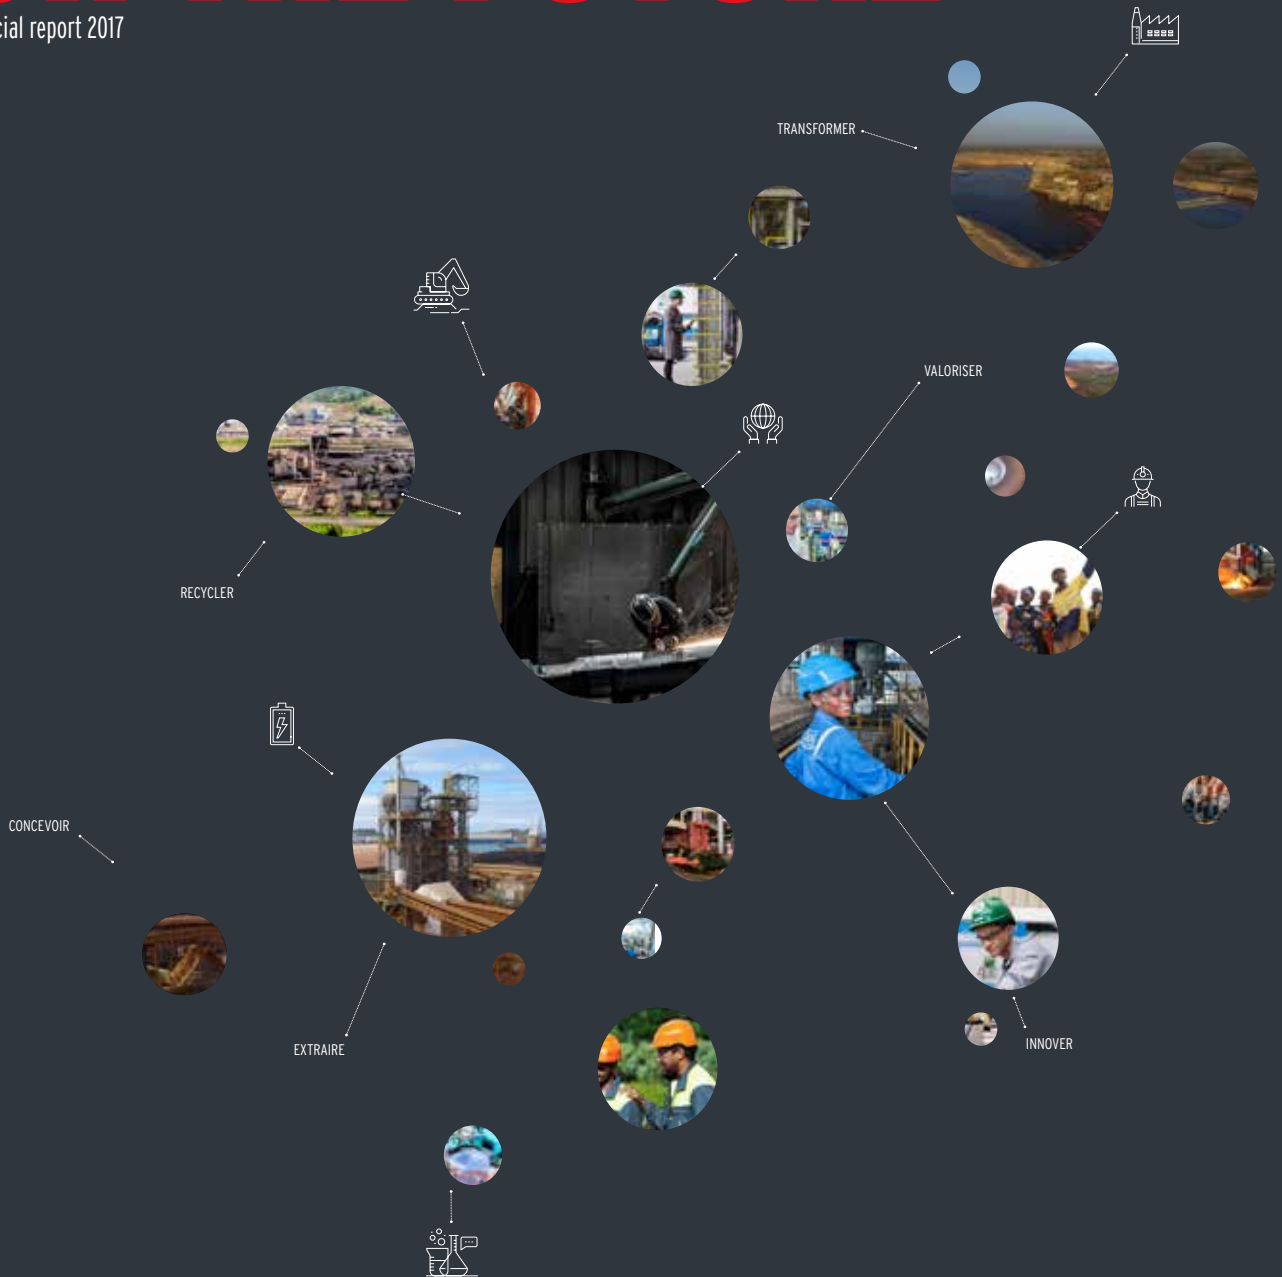 cial report 2017
TRANSFORMER
VALORISER
RECYCLER
CONCEVOIR
EXTRAIRE
INNOVER